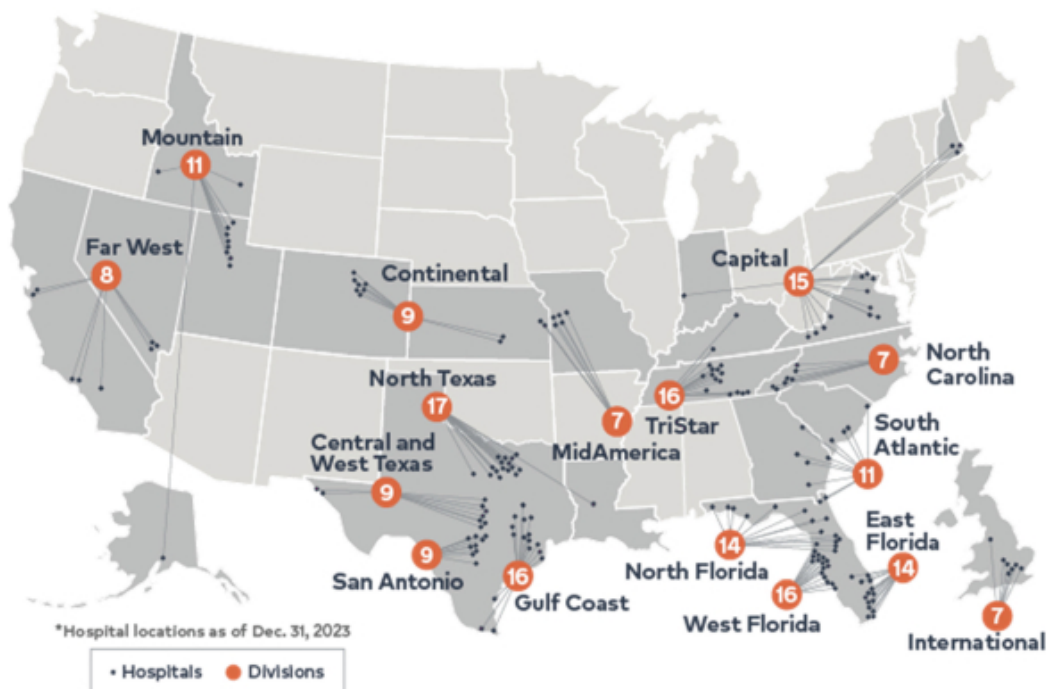 Mountain
11
Far West
8
Continental
9
Capital
15
North Texas
17
7
MidAmerica
16
TriStar
7
North
Carolina
South
Atlantic
11
Central and
West Texas
9
9
San Antonio
16
Gulf Coast
14
North Florida
East
Florida
14
16
West Florida
7
International
*Hospital locations as of Dec. 31, 2023
Hospitals
Divisions